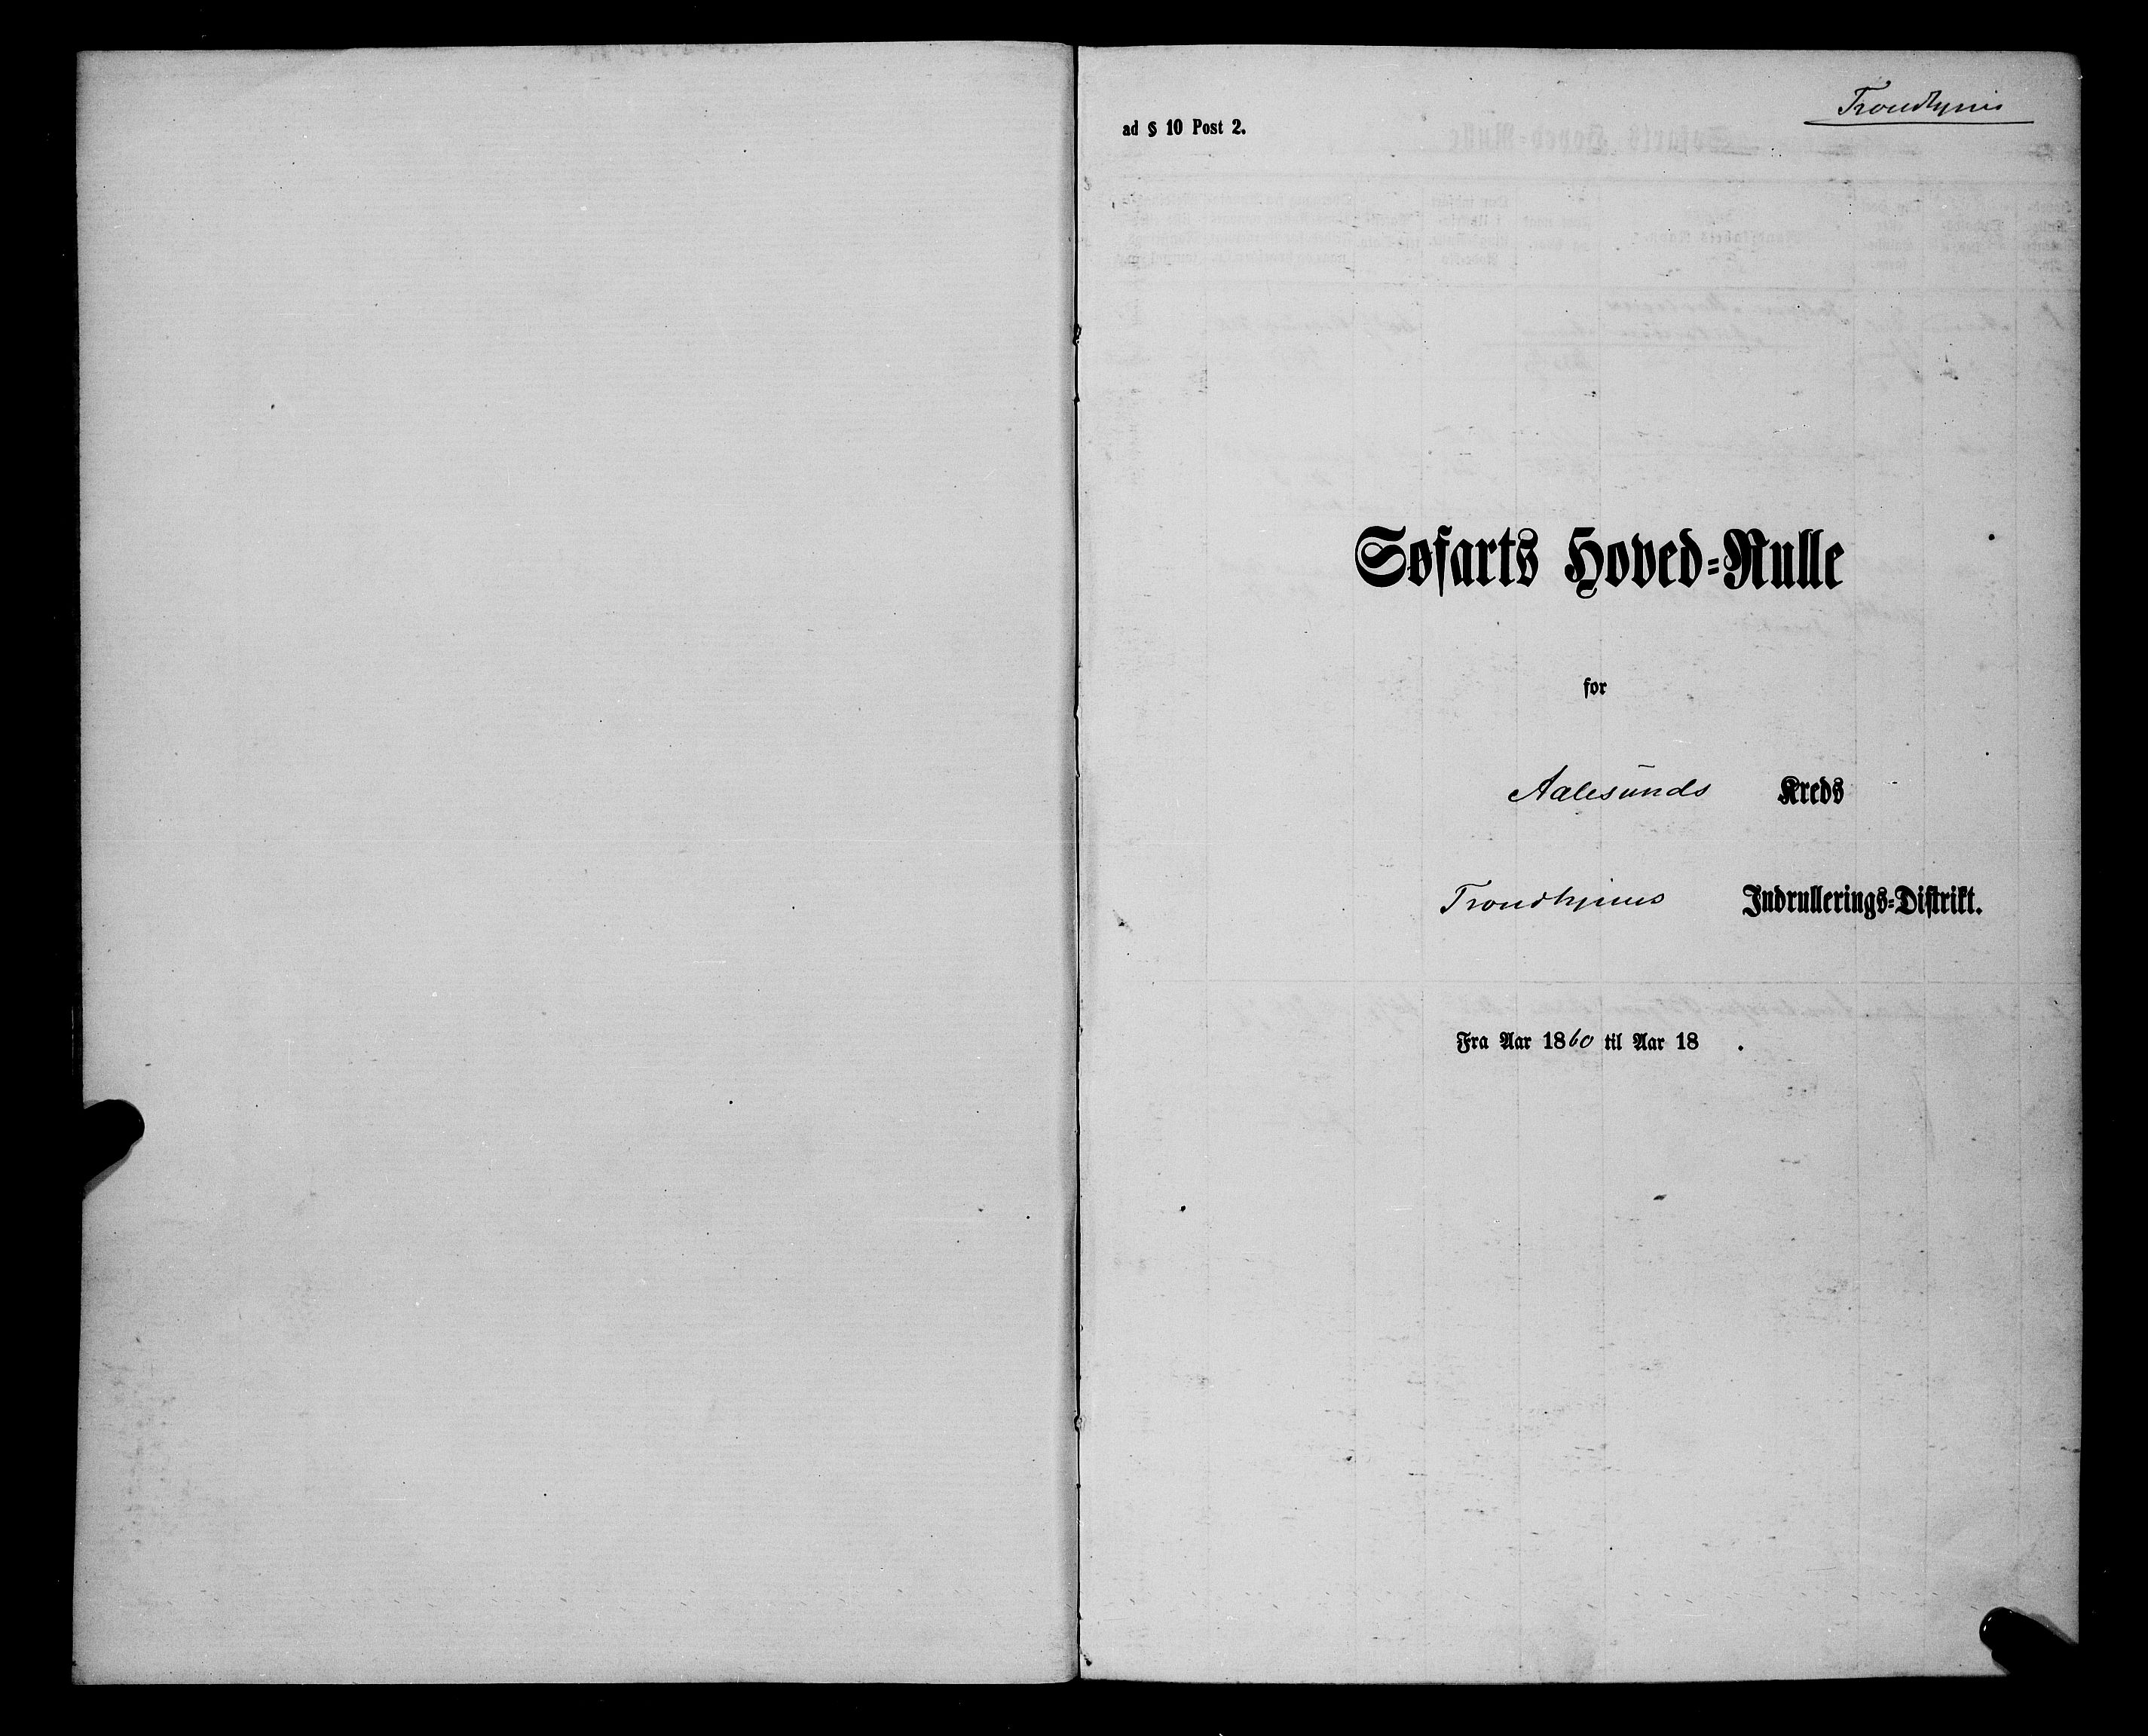 ad § 10 Post 2.
Trondhjems
Søfarts Hoved-Rulle
for
Aalesunds Kreds
Trondhjems Indrullerings-Distrikt.
Fra Aar 1860 til Aar 18 .